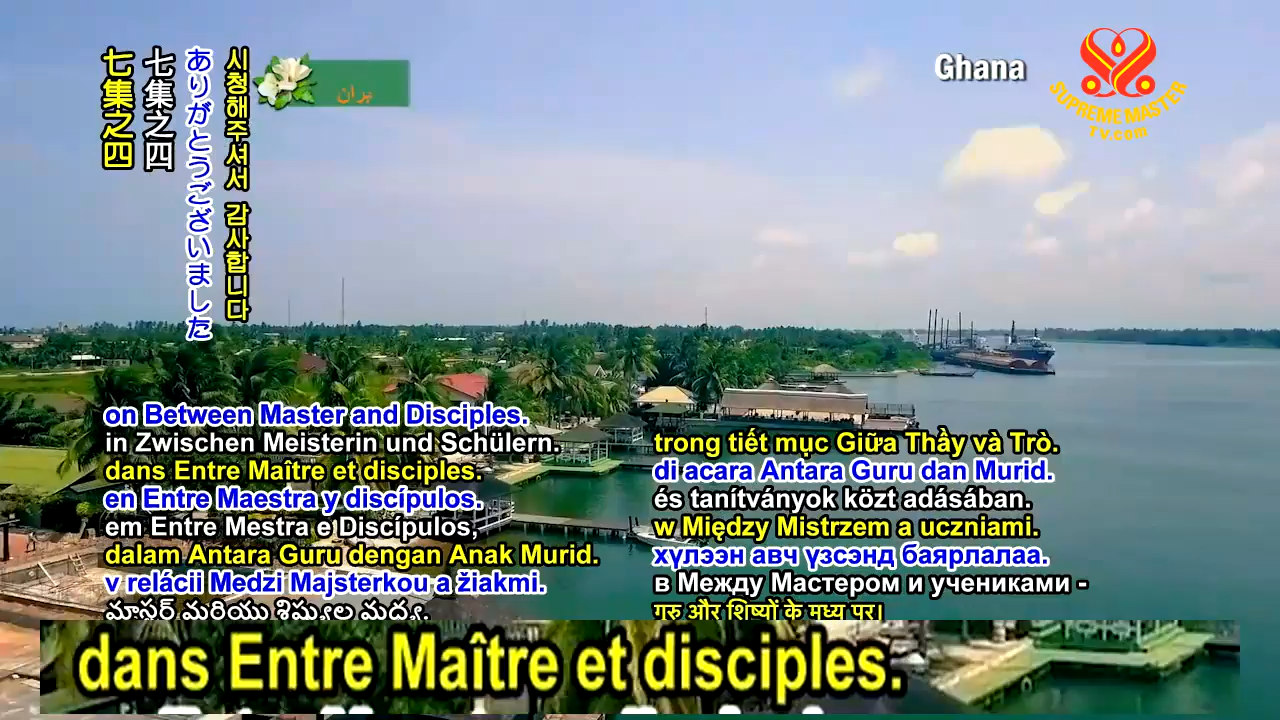 七集之四
七集之四
ありがとうございました
시청해주셔서 감사합니다
Ghana
SUPREME MASTER
TV.com
on Between Master and Disciples.
in Zwischen Meisterin und Schülern.
dans Entre Maître et disciples.
en Entre Maestra y discípulos.
em Entre Mestra e Discípulos,
dalam Antara Guru dengan Anak Murid.
v relácii Medži Majsterkou a žiakmi.
మాస్టర్ మరియు శిష్యుల మధ్య.
trong tiết mục Giữa Thầy và Trò.
di acara Antara Guru dan Murid.
és tanítványok közt adásában.
w Między Mistrzem a uczniami.
хүлээн авч үзсэнд баярлалаа.
в Между Мастером и учениками -
गुरु और शिष्यों के मध्य पर।
dans Entre Maître et disciples.